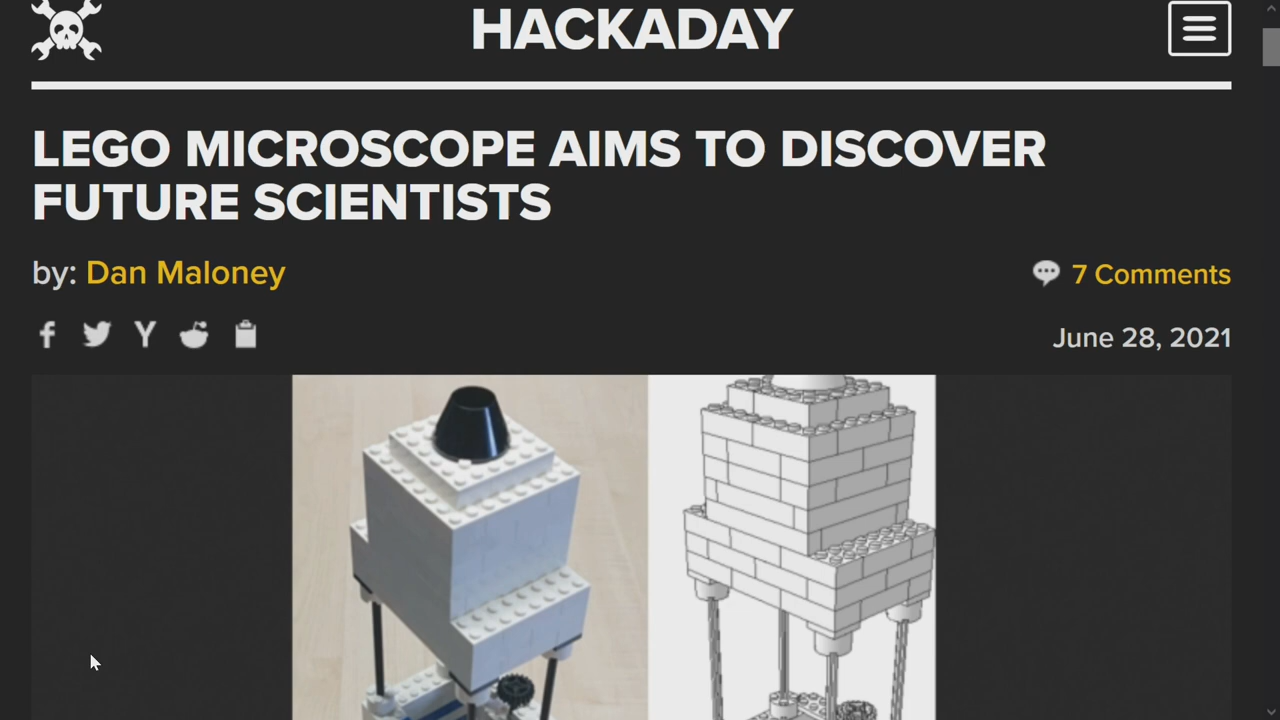 HACKADAY
LEGO MICROSCOPE AIMS TO DISCOVER
FUTURE SCIENTISTS
by: Dan Maloney
7 Comments
June 28, 2021